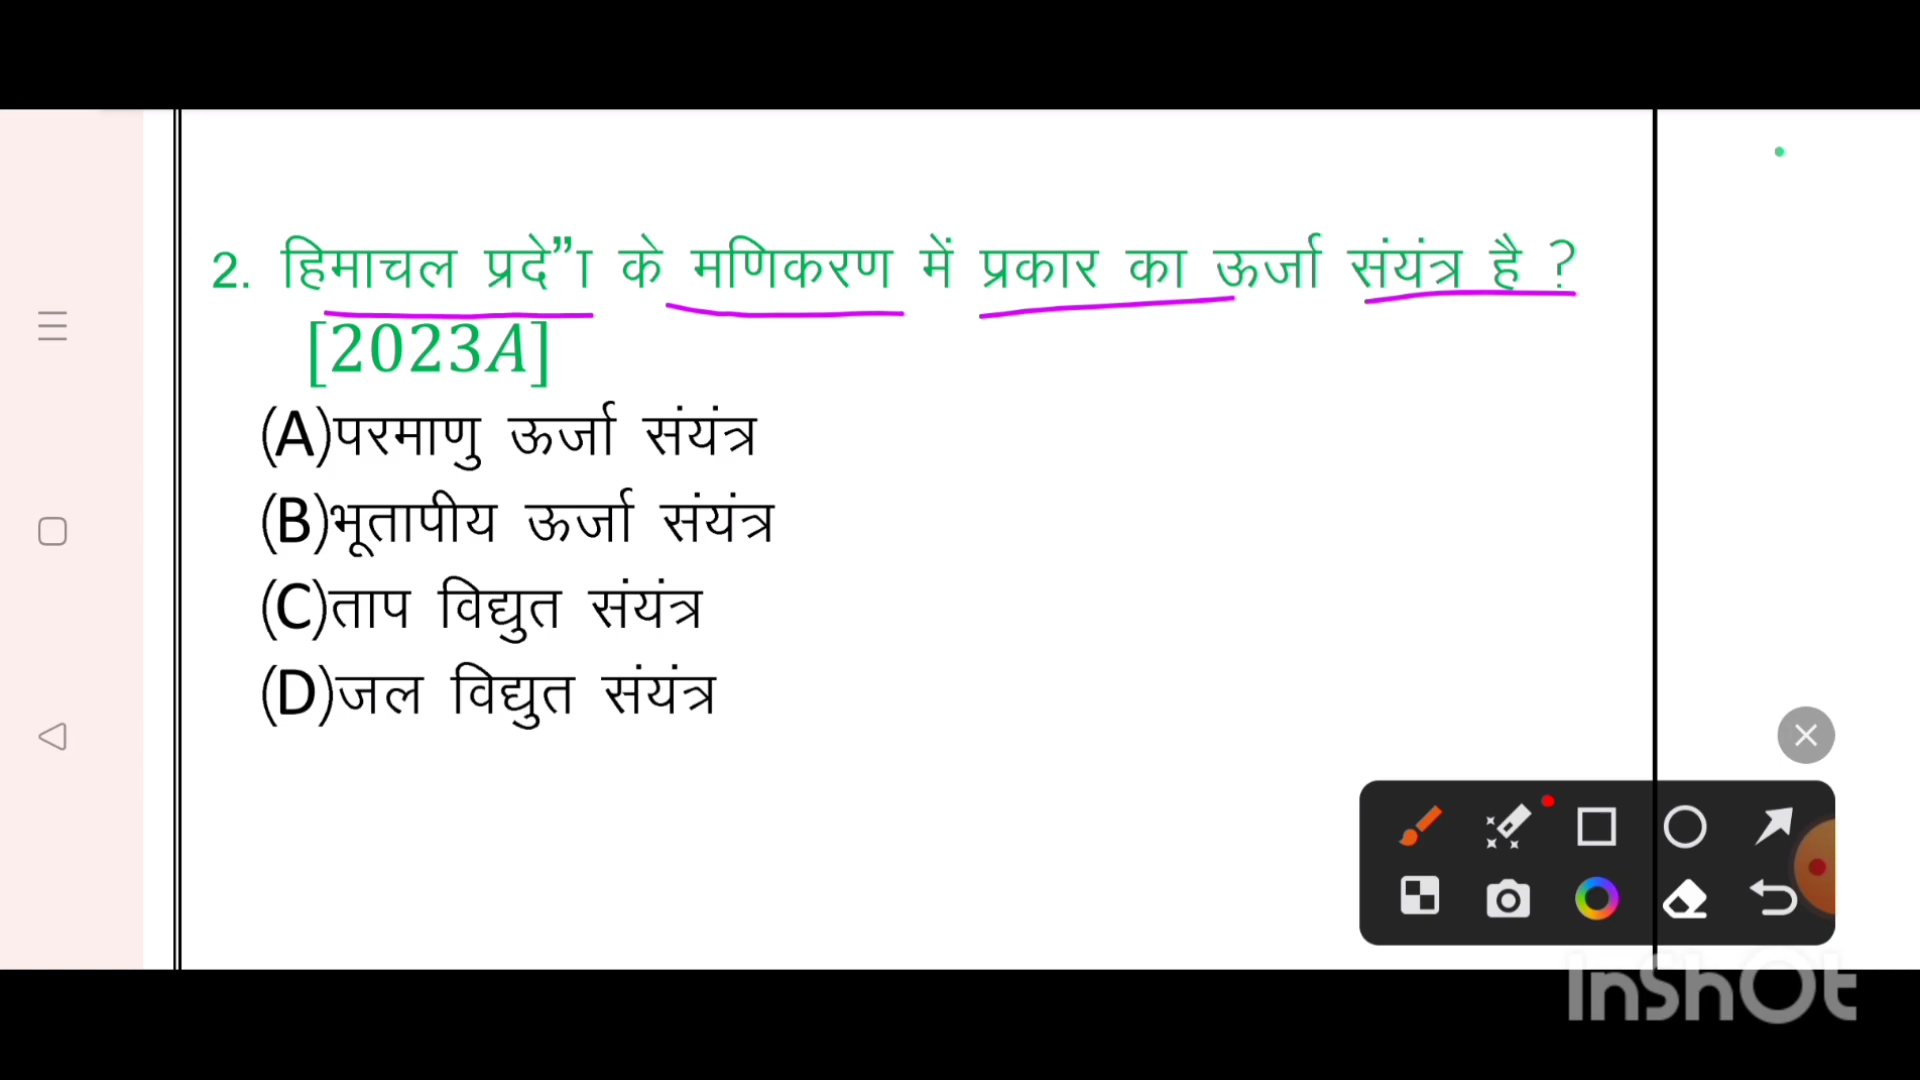 2. हिमाचल प्रदे”ा के मणिकरण में प्रकार का ऊर्जा संयंत्र है ?
[2023A]
(A)परमाणु ऊर्जा संयंत्र
(B)भूतापीय ऊर्जा संयंत्र
(C)ताप विद्युत संयंत्र
(D)जल विद्युत संयंत्र
InShOt